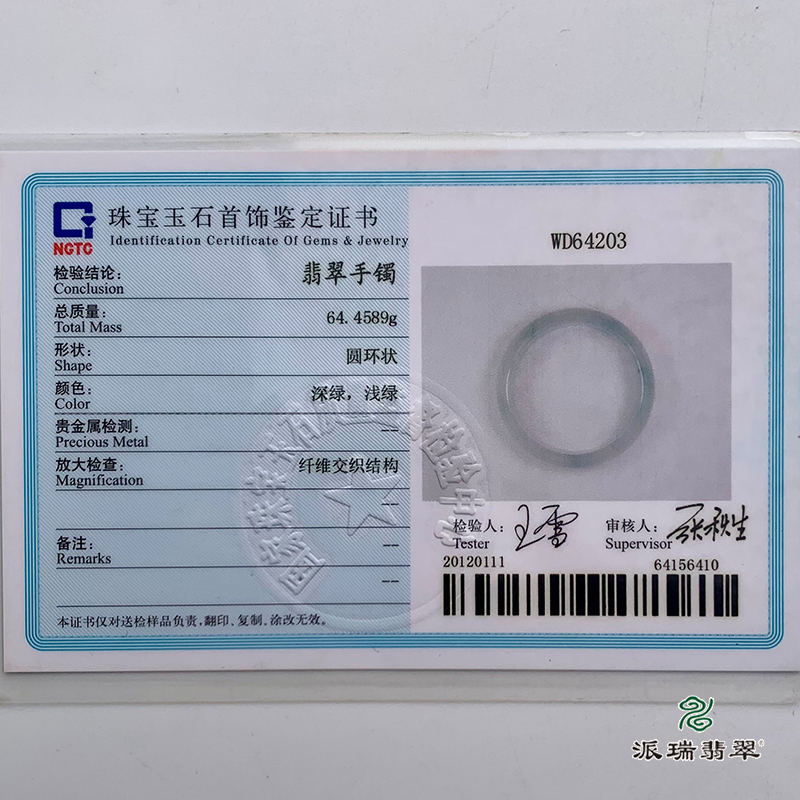 NGTC
珠宝玉石首饰鉴定证书
Identification Certificate Of Gems & Jewelry
检验结论： 翡翠手镯
Conclusion
总质量： 64.4589g
Total Mass
形状： 圆环状
Shape
颜色： 深绿，浅绿
Color
贵金属检测： --
Precious Metal
放大检查： 纤维交织结构
Magnification
--
备注： --
Remarks
--
本证书仅对送检样品负责,翻印、复制、涂改无效。
WD64203
检验人： 王雪 审核人： 张秋生
Tester Supervisor
20120111 64156410
派瑞翡翠